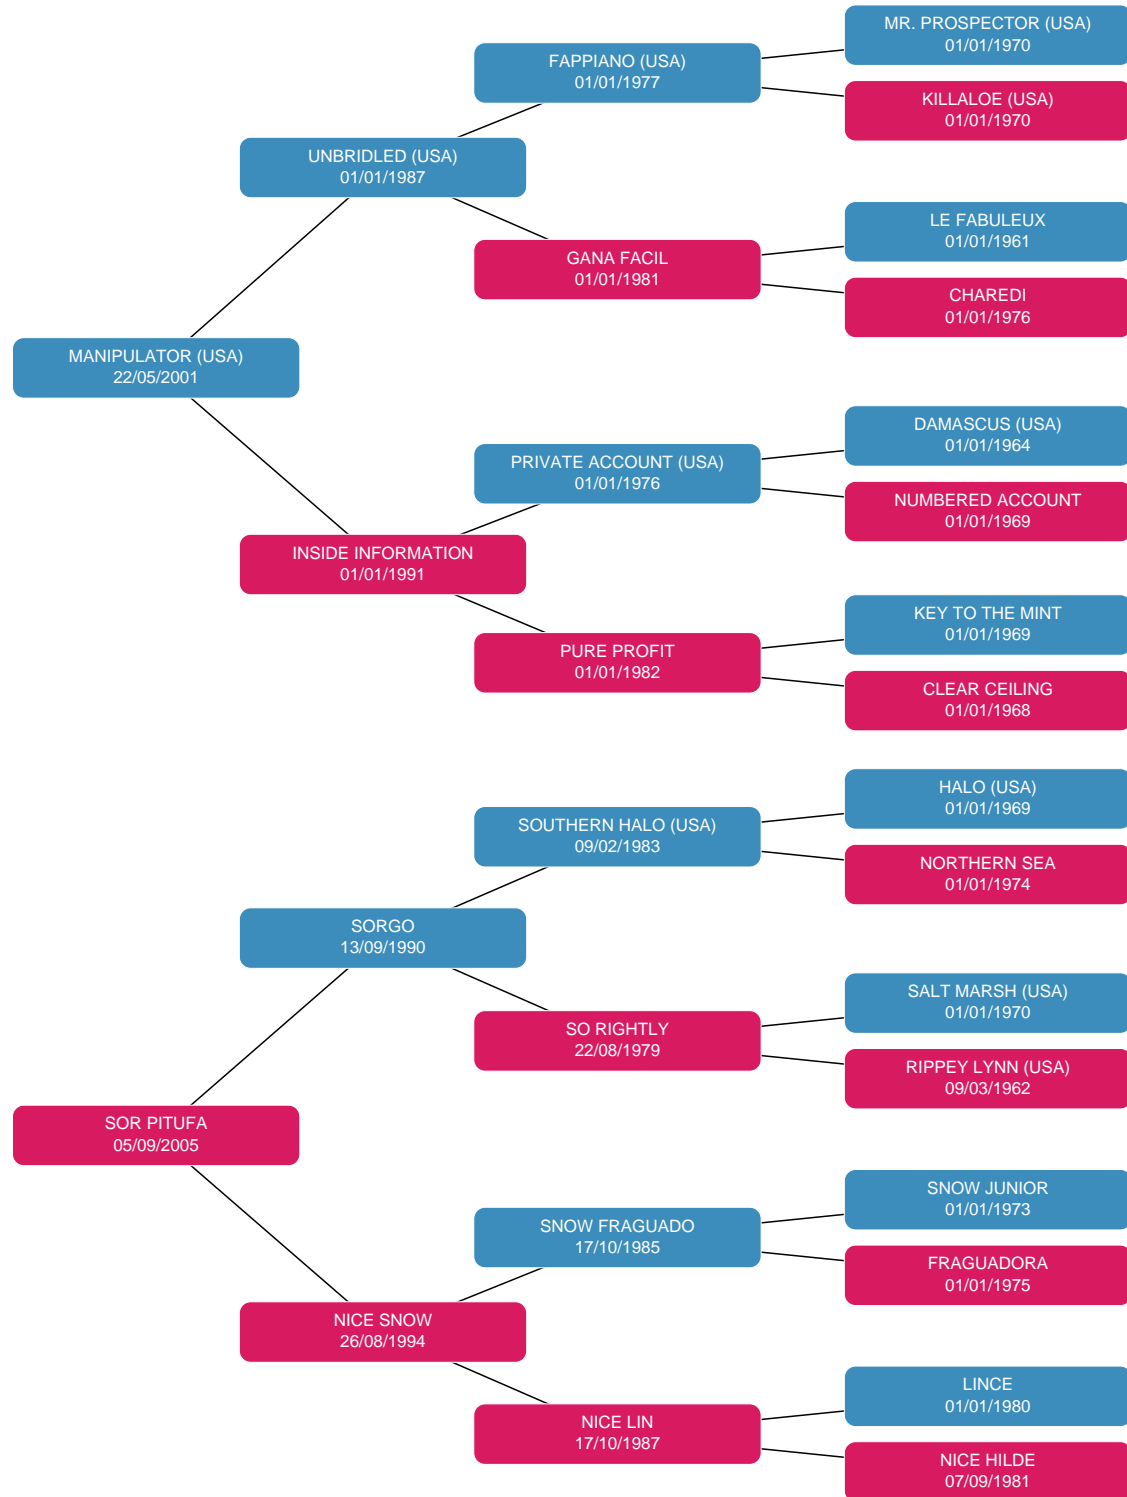 MR. PROSPECTOR (USA)
01/01/1970
FAPPIANO (USA)
01/01/1977
KILLALOE (USA)
01/01/1970
UNBRIDLED (USA)
01/01/1987
LE FABULEUX
01/01/1961
GANA FACIL
01/01/1981
CHAREDI
01/01/1976
MANIPULATOR (USA)
22/05/2001
DAMASCUS (USA)
01/01/1964
PRIVATE ACCOUNT (USA)
01/01/1976
NUMBERED ACCOUNT
01/01/1969
INSIDE INFORMATION
01/01/1991
KEY TO THE MINT
01/01/1969
PURE PROFIT
01/01/1982
CLEAR CEILING
01/01/1968
HALO (USA)
01/01/1969
SOUTHERN HALO (USA)
09/02/1983
NORTHERN SEA
01/01/1974
SORGO
13/09/1990
SALT MARSH (USA)
01/01/1970
SO RIGHTLY
22/08/1979
RIPPEY LYNN (USA)
09/03/1962
SOR PITUFA
05/09/2005
SNOW JUNIOR
01/01/1973
SNOW FRAGUADO
17/10/1985
FRAGUADORA
01/01/1975
NICE SNOW
26/08/1994
LINCE
01/01/1980
NICE LIN
17/10/1987
NICE HILDE
07/09/1981